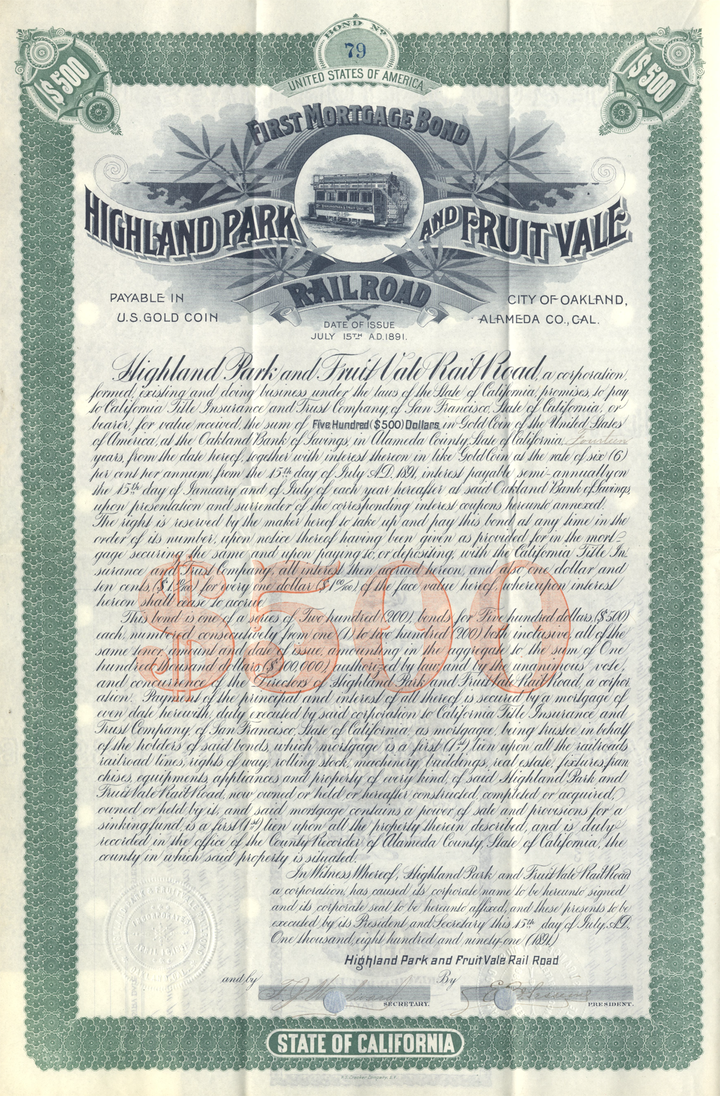 BOND No.
79
UNITED STATES OF AMERICA.
$500
$500
FIRST MORTGAGE BOND
HIGHLAND PARK AND FRUIT VALE
RAILROAD
PAYABLE IN
U.S. GOLD COIN
CITY OF OAKLAND,
ALAMEDA CO., CAL.
DATE OF ISSUE
JULY 15TH A.D. 1891.
Highland Park and Fruit Vale Rail Road, a corporation,
formed, existing and doing business under the laws of the State of California, promises to pay
to California Title Insurance and Trust Company, of San Francisco, State of California, or
bearer, for value received, the sum of Five Hundred ($500) Dollars, in Gold Coin of the United States
of America, at the Oakland Bank of Savings, in Alameda County, State of California, fourteen
years, from the date hereof, together with interest thereon in like Gold Coin at the rate of six (6)
per cent per annum, from the 15th day of July A.D. 1891, interest payable semi-annually on
the 15th day of January and of July of each year hereafter at said Oakland Bank of Savings,
upon presentation and surrender of the corresponding interest coupons hereunto annexed.
The right is reserved by the maker hereof to take up and pay this bond at any time in the
order of its number, upon notice thereof having been given as provided for in the mort-
gage securing the same and upon paying to, or depositing, with the California Title In-
surance and Trust Company, all interest then accrued hereon, and also one dollar and
ten cents, ($1 10/100) for every one dollar ($1 00/100) of the face value hereof, whereupon interest
hereon shall cease to accrue.
This bond is one of a series of Two hundred (200) bonds for Five hundred dollars ($500)
each, numbered consecutively from one (1) to two hundred (200) both inclusive, all of the
same amount and date of issue, amounting in the aggregate to the sum of One
hundred thousand dollars ($100,000), authorized by law, and by the unanimous vote,
and concurrence of the Directors of Highland Park and Fruit Vale Rail Road, a corpor-
ation. Payment of the principal and interest of all thereof, is secured by a mortgage of
even date herewith, duly executed by said corporation to California Title Insurance and
Trust Company, of San Francisco, State of California, as mortgagee, being trustee in behalf
of the holders of said bonds, which mortgage is a first (1st) lien upon all the railroads
railroad lines, rights of way, rolling stock, machinery, buildings, real estate, fixtures, fran-
chises, equipments, appliances and property of every kind, of said Highland Park and
Fruit Vale Rail Road, now owned or held or hereafter constructed, completed or acquired,
owned or held by it, and said mortgage contains a power of sale and provisions for a
sinking fund, is a first (1st) lien upon all the property therein described, and is duly
recorded in the office of the County Recorder of Alameda County, State of California, the
county in which said property is situated.
$500
In Witness Whereof, Highland Park and Fruit Vale Rail Road
a corporation, has caused its corporate name to be hereunto signed
and its corporate seal to be hereunto affixed, and these presents to be
executed by its President and Secretary this 15th day of July, A.D.
One thousand, eight hundred and ninety-one (1891)
Highland Park and Fruit Vale Rail Road
and by
SECRETARY.
By
PRESIDENT.
STATE OF CALIFORNIA